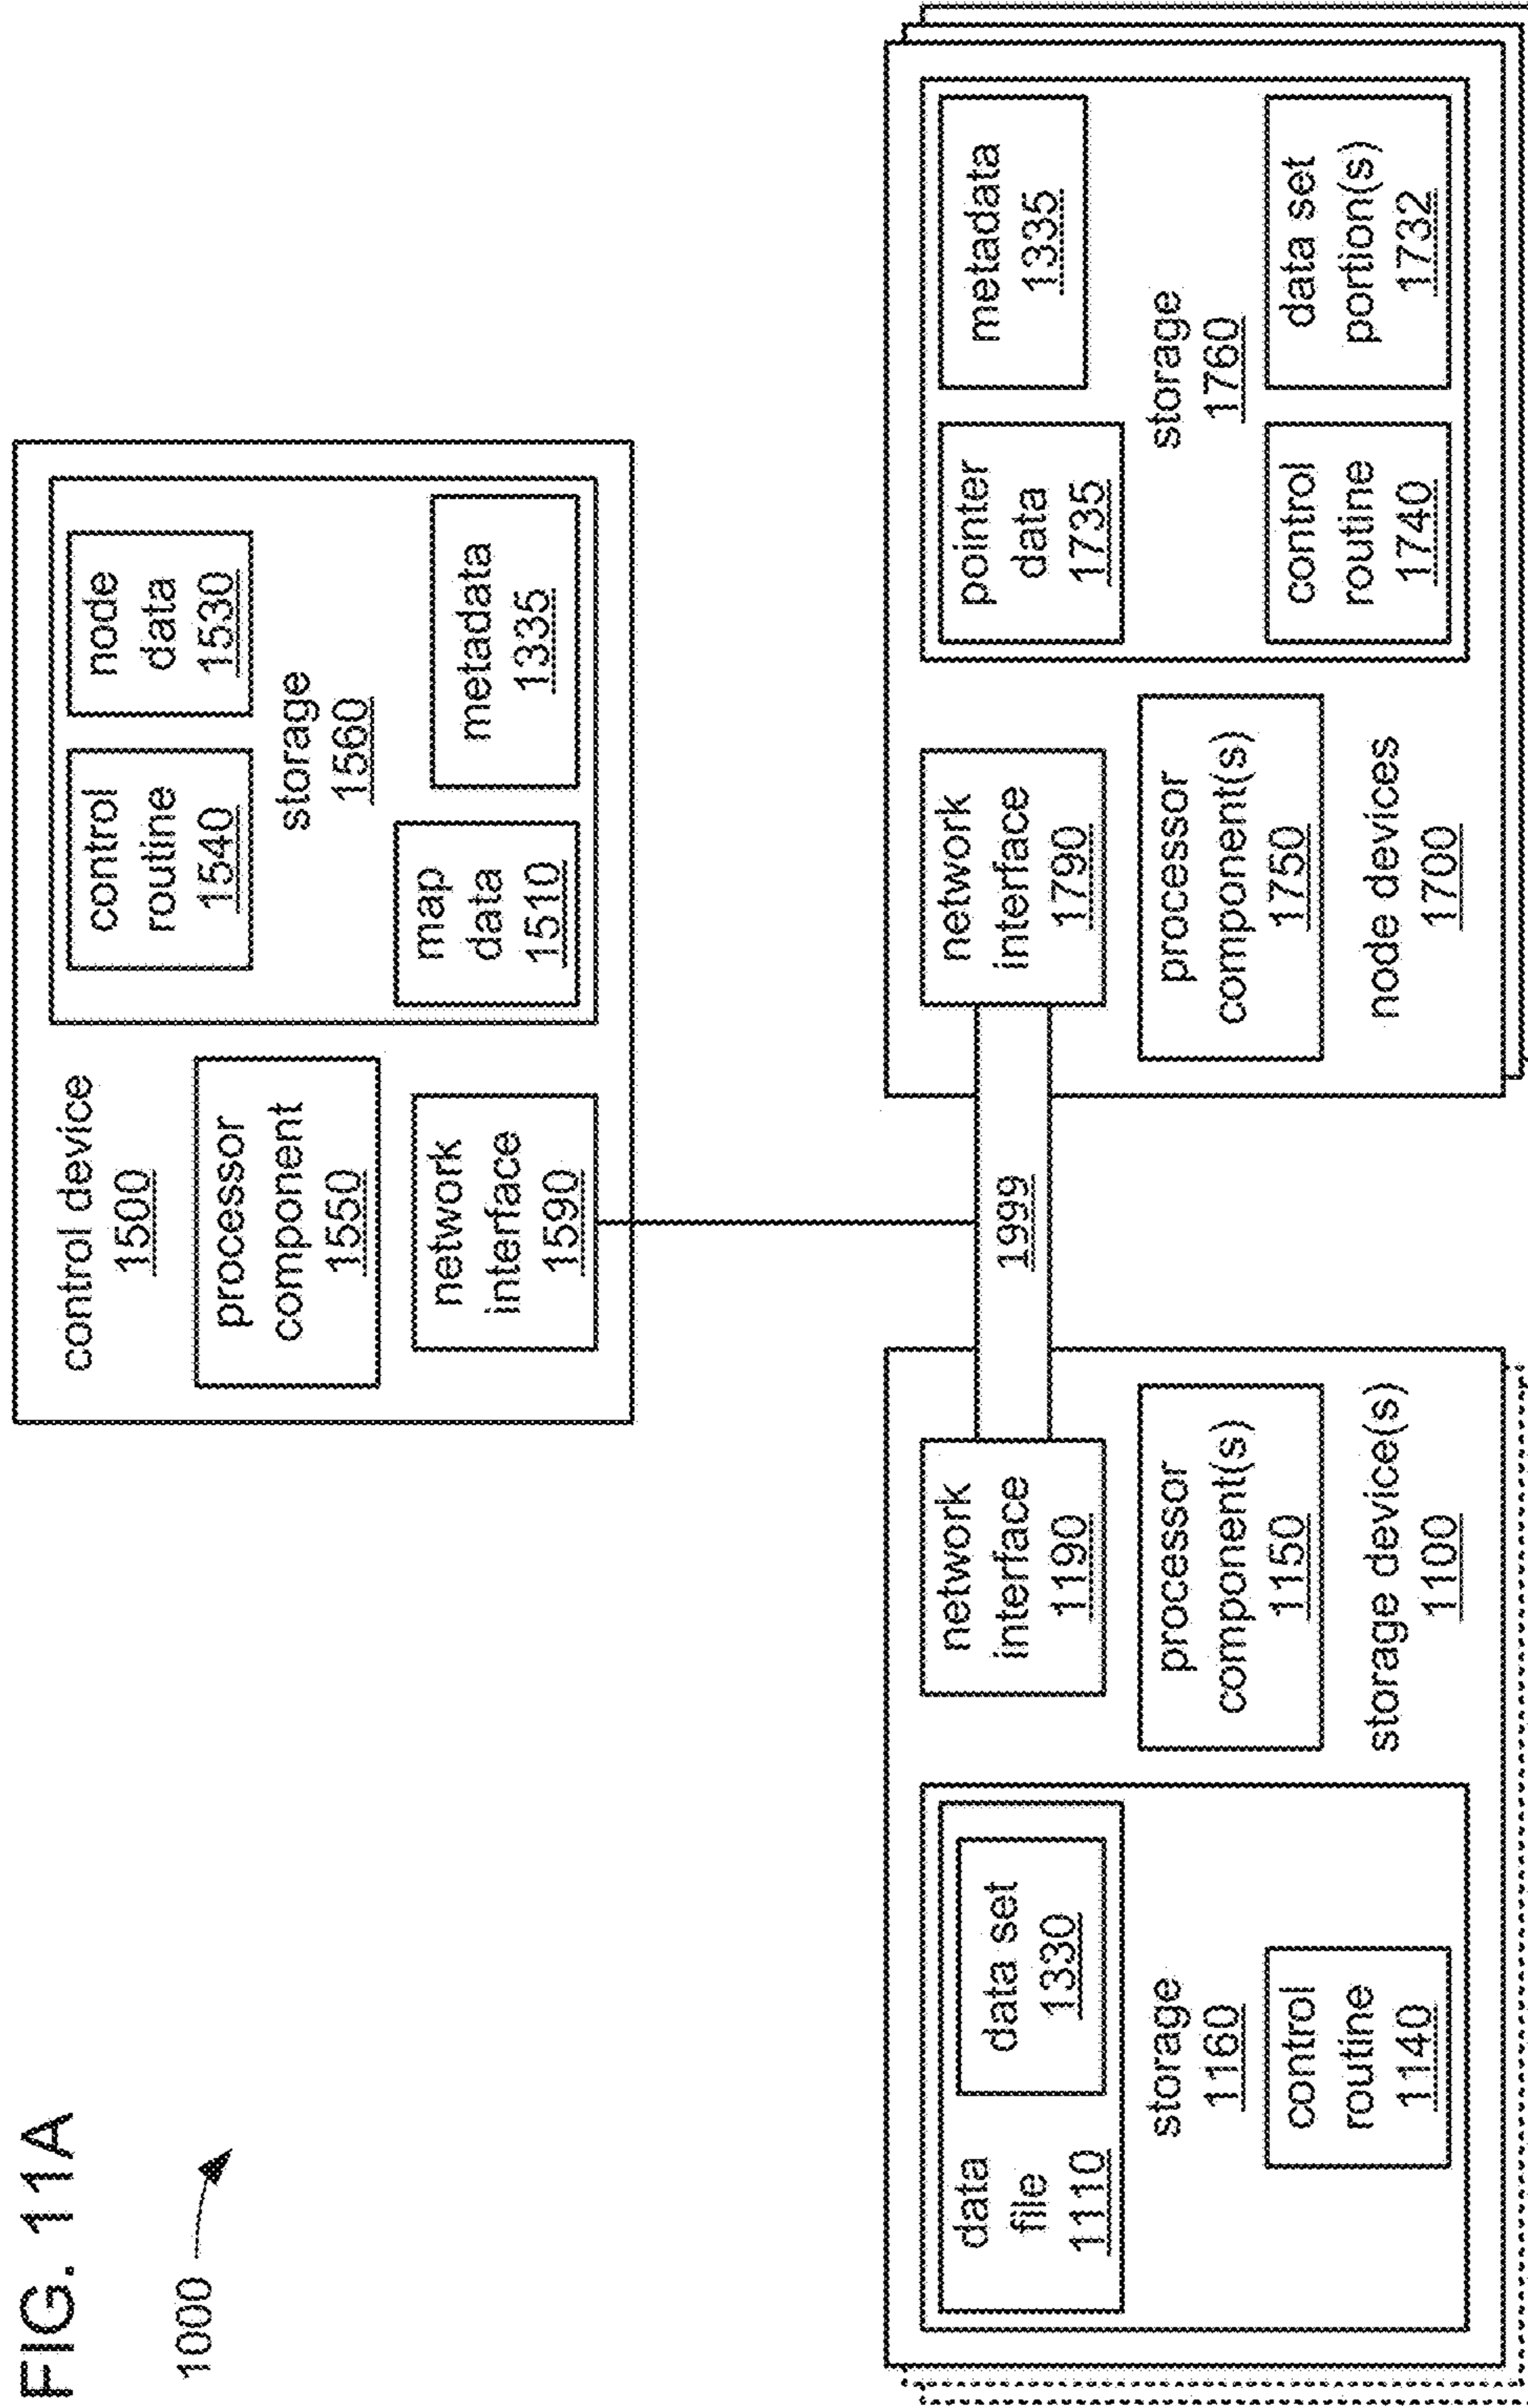 FIG. 11A
1000
control device
1500
processor
component
1550
network
interface
1590
control
routine
1540
node
data
1530
storage
1560
map
data
1510
metadata
1335
1999
data
file
1110
data set
1330
storage
1160
control
routine
1140
network
interface
1190
processor
component(s)
1150
storage device(s)
1100
network
interface
1790
processor
component(s)
1750
node devices
1700
pointer
data
1735
metadata
1335
storage
1760
control
routine
1740
data set
portion(s)
1732